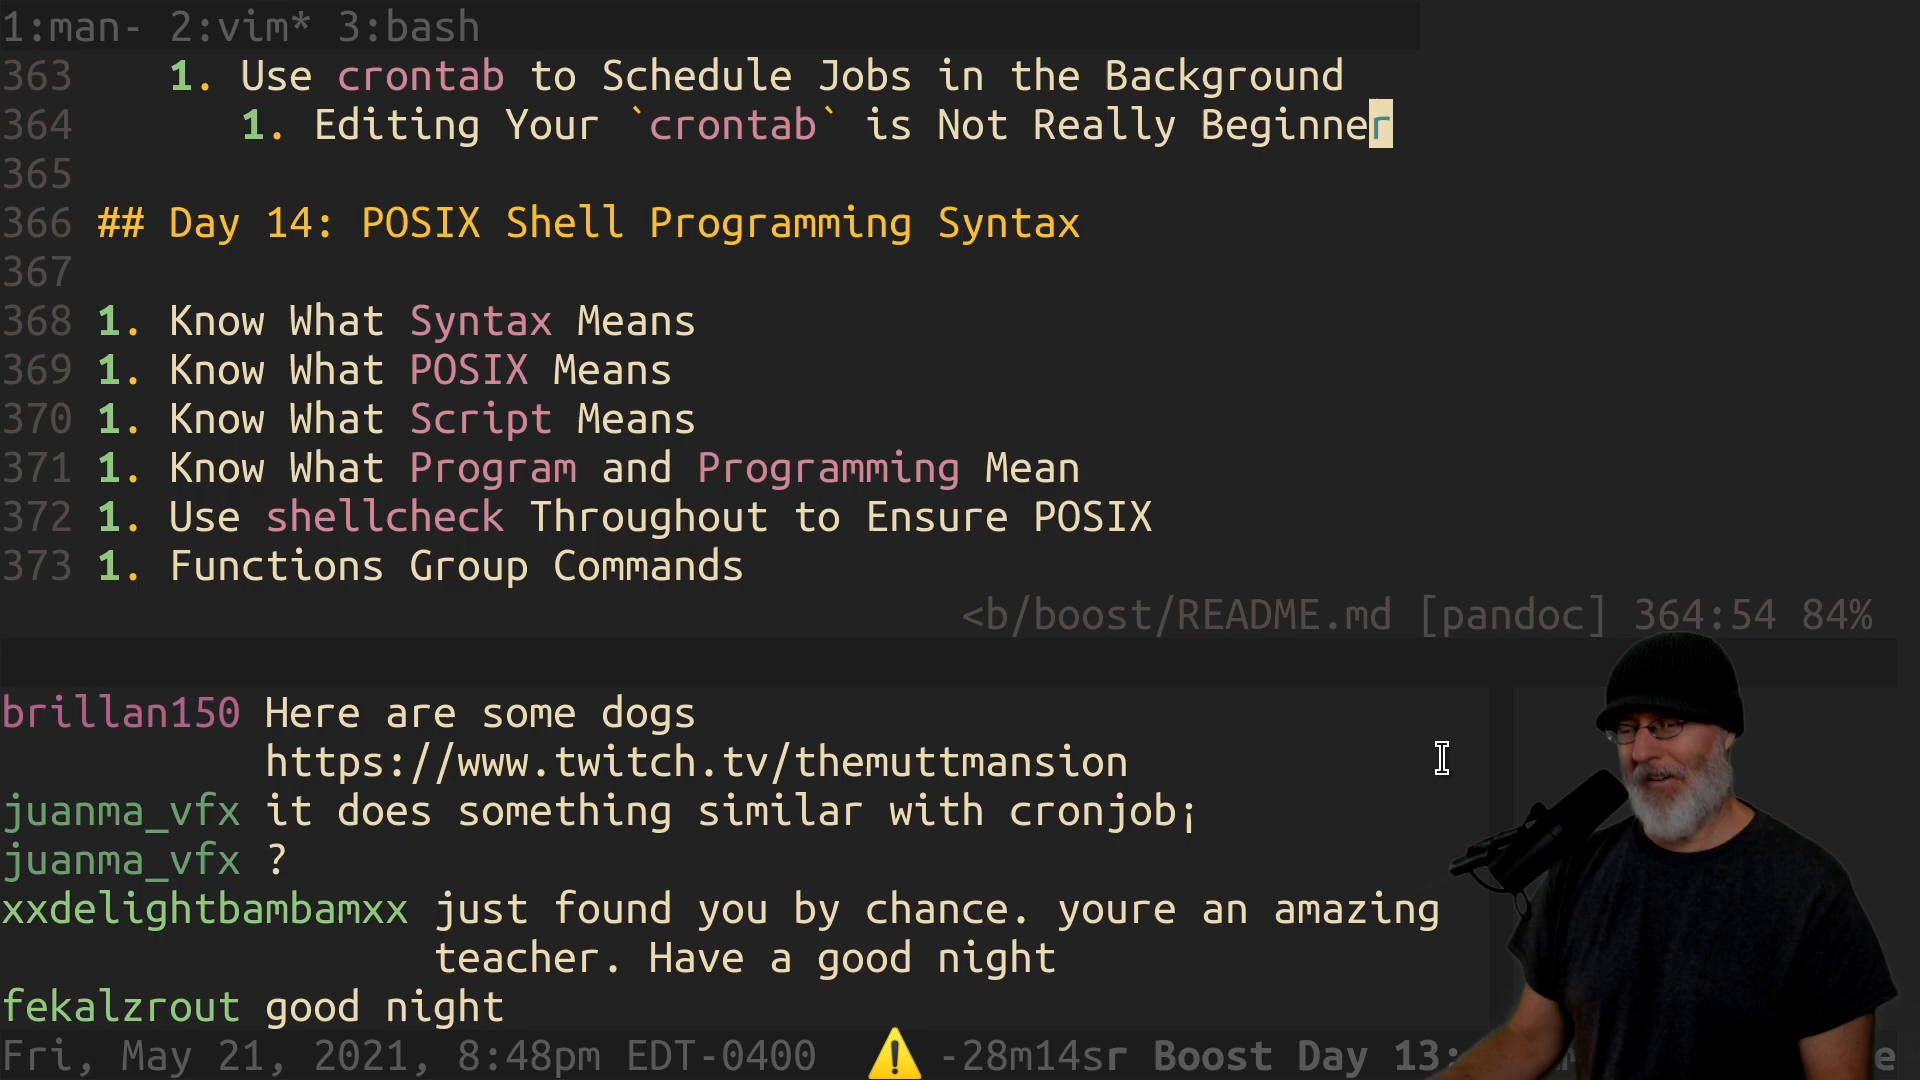 1:man- 2:vim* 3:bash
363 1. Use crontab to Schedule Jobs in the Background
364 1. Editing Your `crontab` is Not Really Beginner
365
366 ## Day 14: POSIX Shell Programming Syntax
367
368 1. Know What Syntax Means
369 1. Know What POSIX Means
370 1. Know What Script Means
371 1. Know What Program and Programming Mean
372 1. Use shellcheck Throughout to Ensure POSIX
373 1. Functions Group Commands
<b/boost/README.md [pandoc] 364:54 84%
brillan150 Here are some dogs
https://www.twitch.tv/themuttmansion
juanma_vfx it does something similar with cronjob¡
juanma_vfx ?
xxdelightbambamxx just found you by chance. youre an amazing
teacher. Have a good night
fekalzrout good night
Fri, May 21, 2021, 8:48pm EDT-0400 -28m14sr Boost Day 13: